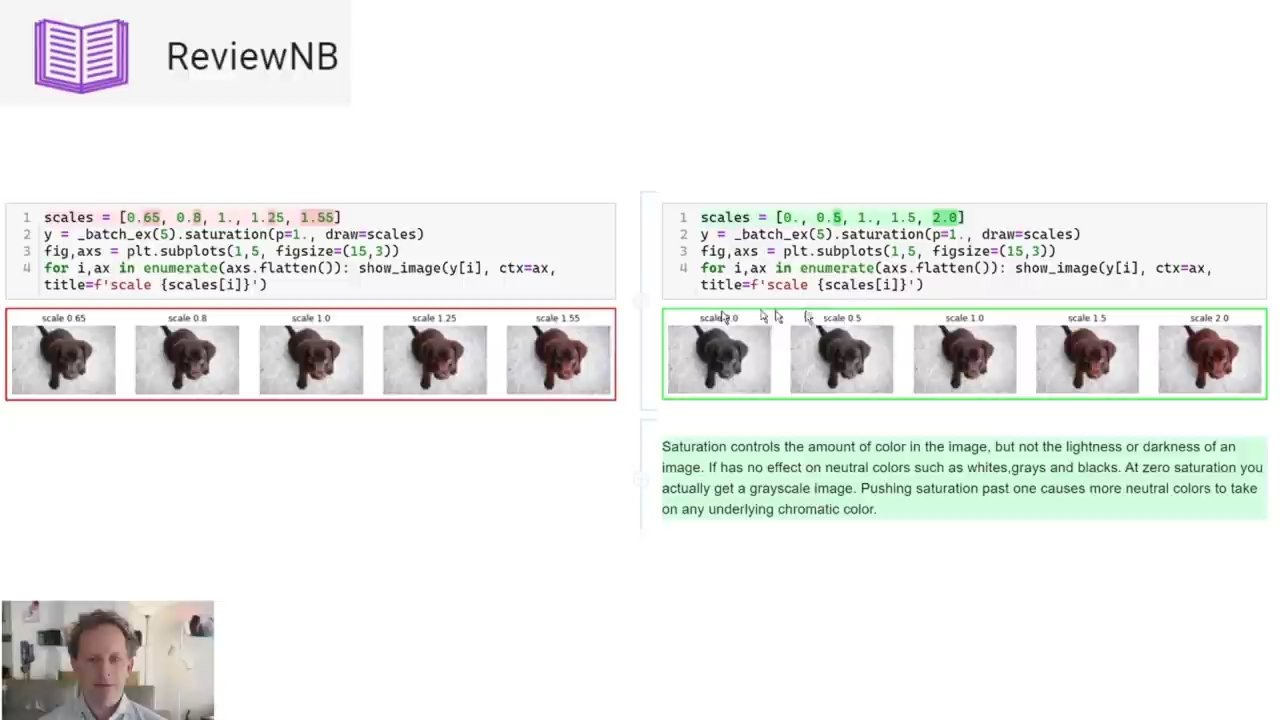 ReviewNB
1 scales = [0.65, 0.8, 1., 1.25, 1.55]
2 y = _batch_ex(5).saturation(p=1., draw=scales)
3 fig,axs = plt.subplots(1,5, figsize=(15,3))
4 for i,ax in enumerate(axs.flatten()): show_image(y[i], ctx=ax,
title=f'scale {scales[i]}')
scale 0.65 scale 0.8 scale 1.0 scale 1.25 scale 1.55
1 scales = [0., 0.5, 1., 1.5, 2.0]
2 y = _batch_ex(5).saturation(p=1., draw=scales)
3 fig,axs = plt.subplots(1,5, figsize=(15,3))
4 for i,ax in enumerate(axs.flatten()): show_image(y[i], ctx=ax,
title=f'scale {scales[i]}')
scale 0.0 scale 0.5 scale 1.0 scale 1.5 scale 2.0
Saturation controls the amount of color in the image, but not the lightness or darkness of an
image. If has no effect on neutral colors such as whites,grays and blacks. At zero saturation you
actually get a grayscale image. Pushing saturation past one causes more neutral colors to take
on any underlying chromatic color.